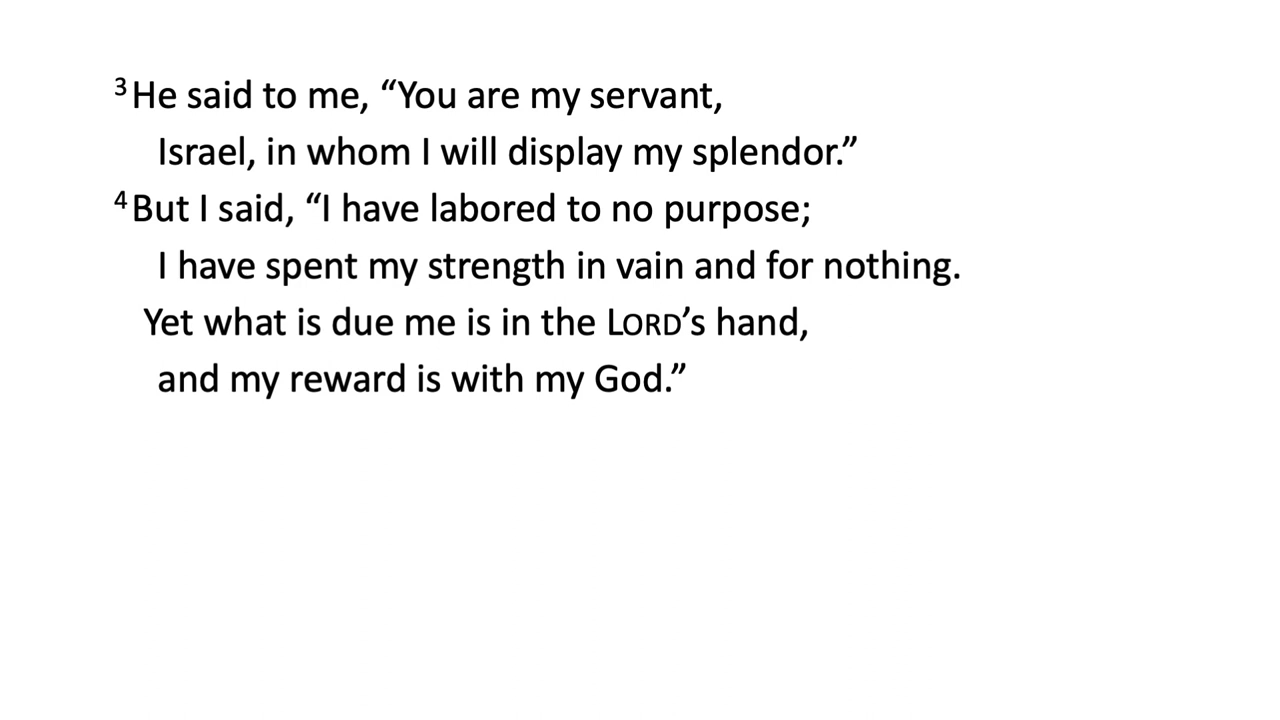 ³He said to me, “You are my servant,
Israel, in whom I will display my splendor.”
⁴But I said, “I have labored to no purpose;
I have spent my strength in vain and for nothing.
Yet what is due me is in the LORD’s hand,
and my reward is with my God.”